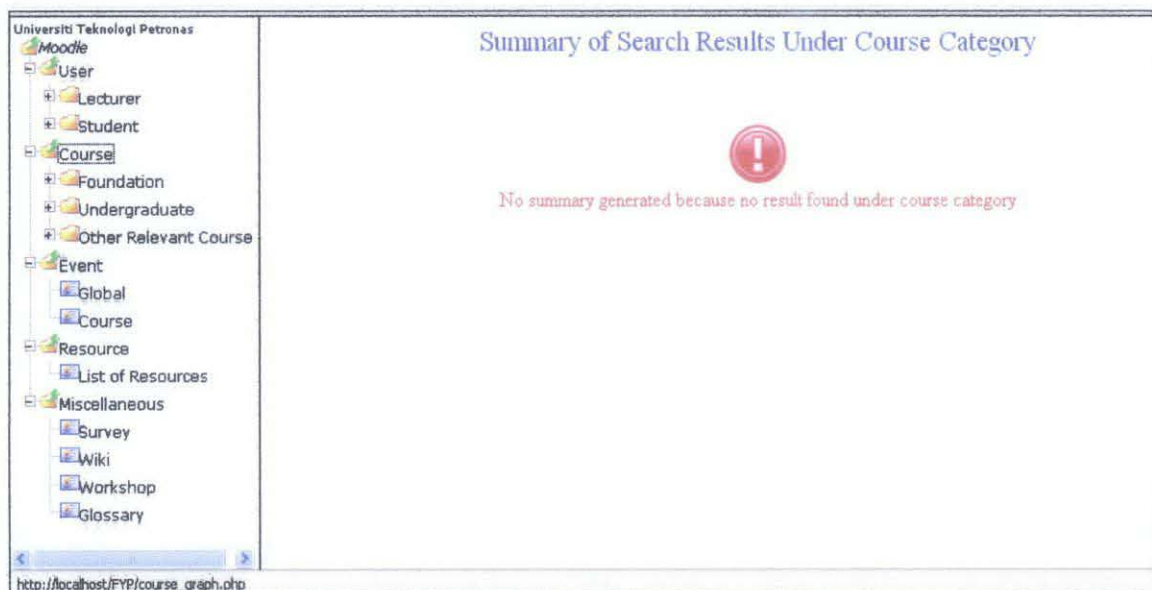 Universiti Teknologi Petronas
Moodle
User
Lecturer
Student
Course
Foundation
Undergraduate
Other Relevant Course
Event
Global
Course
Resource
List of Resources
Miscellaneous
Survey
Wiki
Workshop
Glossary
http://localhost/FYP/course_graph.php
Summary of Search Results Under Course Category
No summary generated because no result found under course category